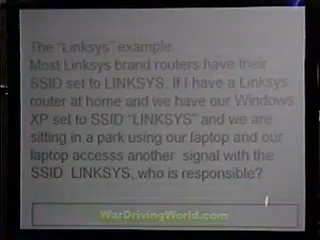 The "Linksys" example
Most Linksys brand routers have their
SSID set to LINKSYS. If I have a Linksys
router at home and we have our Windows
XP set to SSID "LINKSYS" and we are
sitting in a park using our laptop and our
laptop accesss another signal with the
SSID LINKSYS, who is responsible?
WarDrivingWorld.com